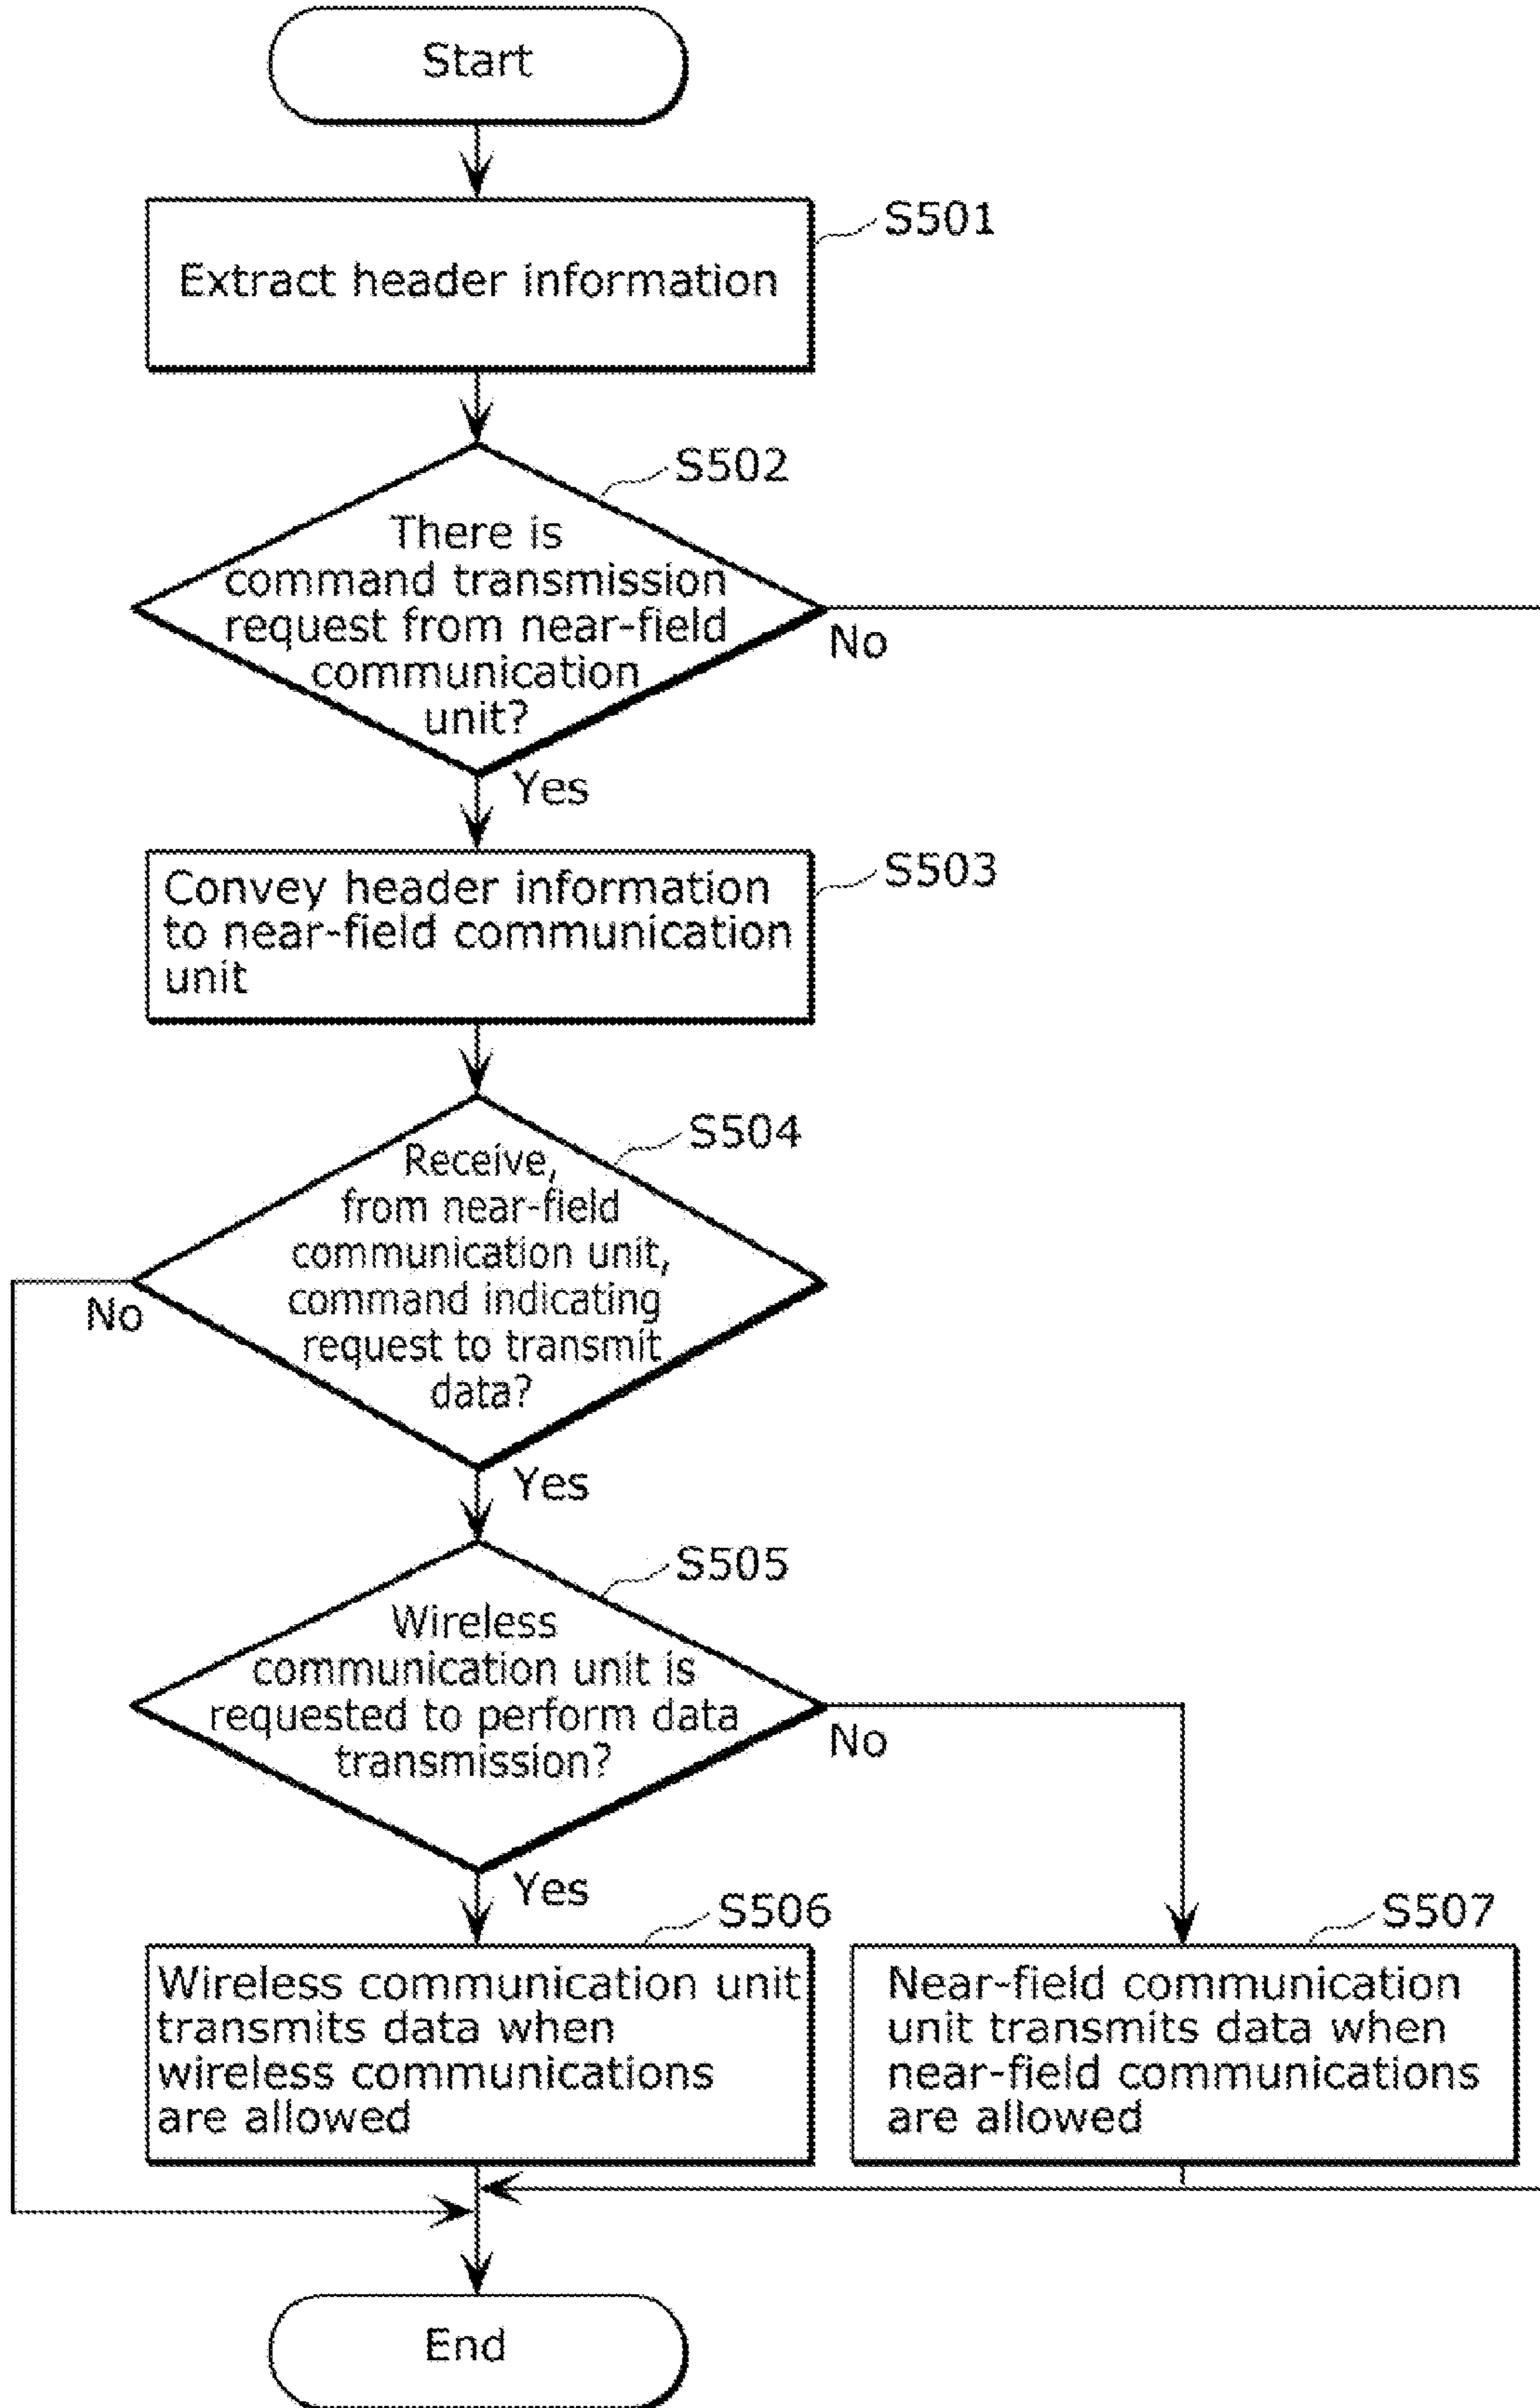 Start
S501
Extract header information
S502
There is
command transmission
request from near-field
communication
unit?
No
Yes
S503
Convey header information
to near-field communication
unit
S504
Receive,
from near-field
communication unit,
command indicating
request to transmit
data?
No
Yes
S505
Wireless
communication unit is
requested to perform data
transmission?
No
Yes
S506
Wireless communication unit
transmits data when
wireless communications
are allowed
S507
Near-field communication
unit transmits data when
near-field communications
are allowed
End